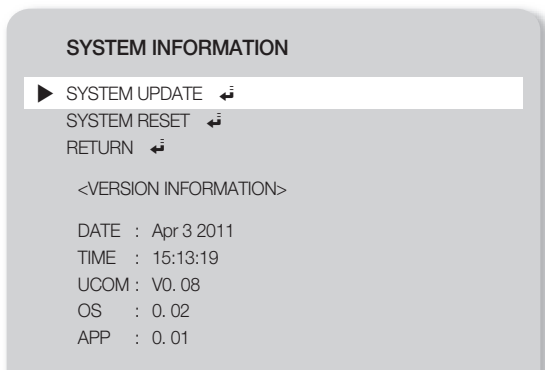 SYSTEM INFORMATION
▶ SYSTEM UPDATE ↲
SYSTEM RESET ↲
RETURN ↲
<VERSION INFORMATION>
DATE : Apr 3 2011
TIME : 15:13:19
UCOM : V0. 08
OS : 0. 02
APP : 0. 01